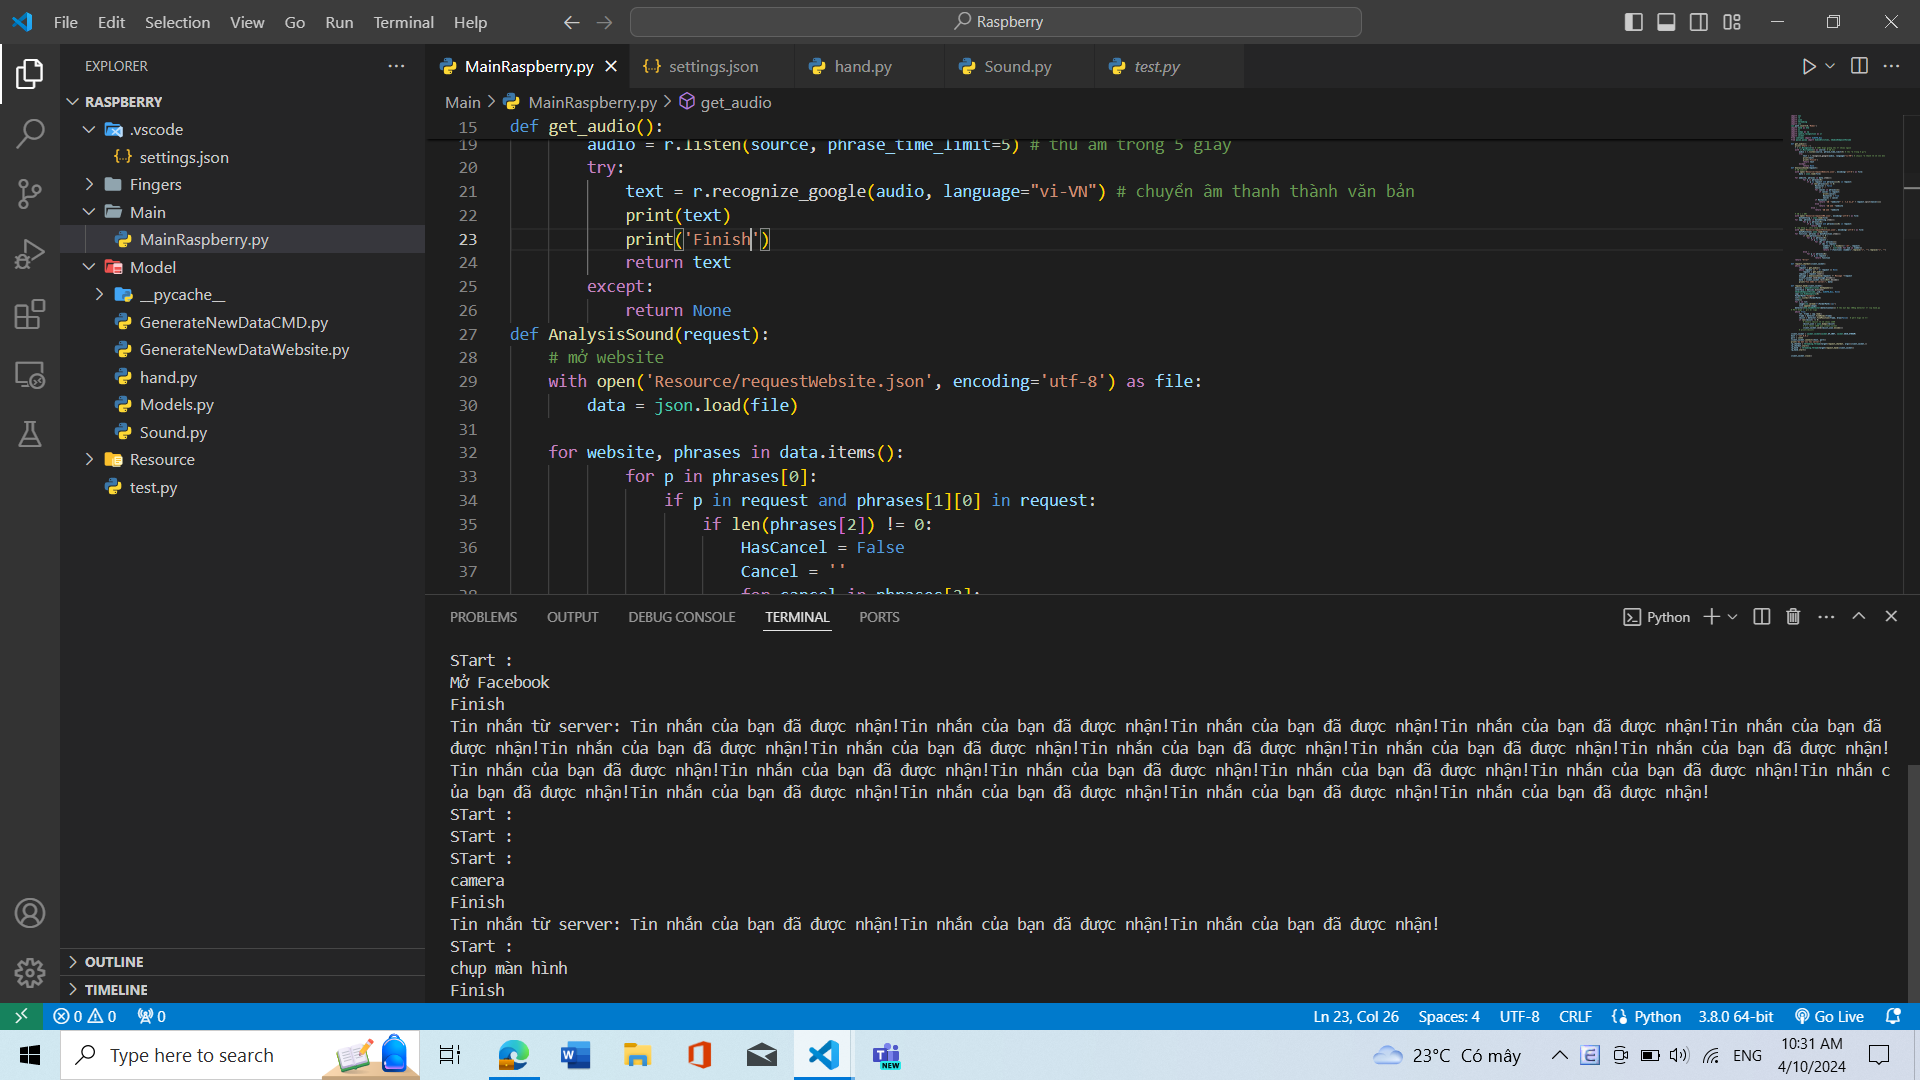 File Edit Selection View Go Run Terminal Help
Raspberry
EXPLORER
RASPBERRY
.vscode
settings.json
Fingers
Main
MainRaspberry.py
Model
__pycache__
GenerateNewDataCMD.py
GenerateNewDataWebsite.py
hand.py
Models.py
Sound.py
Resource
test.py
OUTLINE
TIMELINE
MainRaspberry.py settings.json hand.py Sound.py test.py
Main > MainRaspberry.py > get_audio
15 def get_audio():
19 audio = r.listen(source, phrase_time_limit=5) # thu âm trong 5 giây
20 try:
21 text = r.recognize_google(audio, language="vi-VN") # chuyển âm thanh thành văn bản
22 print(text)
23 print('Finish')
24 return text
25 except:
26 return None
27 def AnalysisSound(request):
28 # mở website
29 with open('Resource/requestWebsite.json', encoding='utf-8') as file:
30 data = json.load(file)
31
32 for website, phrases in data.items():
33 for p in phrases[0]:
34 if p in request and phrases[1][0] in request:
35 if len(phrases[2]) != 0:
36 HasCancel = False
37 Cancel = ''
38 for cancel in phrases[2]:
PROBLEMS OUTPUT DEBUG CONSOLE TERMINAL PORTS
Python
STart :
Mở Facebook
Finish
Tin nhắn từ server: Tin nhắn của bạn đã được nhận!Tin nhắn của bạn đã được nhận!Tin nhắn của bạn đã được nhận!Tin nhắn của bạn đã được nhận!Tin nhắn của bạn đã
được nhận!Tin nhắn của bạn đã được nhận!Tin nhắn của bạn đã được nhận!Tin nhắn của bạn đã được nhận!Tin nhắn của bạn đã được nhận!Tin nhắn của bạn đã được nhận!
Tin nhắn của bạn đã được nhận!Tin nhắn của bạn đã được nhận!Tin nhắn của bạn đã được nhận!Tin nhắn của bạn đã được nhận!Tin nhắn của bạn đã được nhận!Tin nhắn c
ủa bạn đã được nhận!Tin nhắn của bạn đã được nhận!Tin nhắn của bạn đã được nhận!Tin nhắn của bạn đã được nhận!Tin nhắn của bạn đã được nhận!
STart :
STart :
STart :
camera
Finish
Tin nhắn từ server: Tin nhắn của bạn đã được nhận!Tin nhắn của bạn đã được nhận!Tin nhắn của bạn đã được nhận!
STart :
chụp màn hình
Finish
0 0 0
Ln 23, Col 26 Spaces: 4 UTF-8 CRLF Python 3.8.0 64-bit Go Live
Type here to search
23°C Có mây
ENG
10:31 AM
4/10/2024